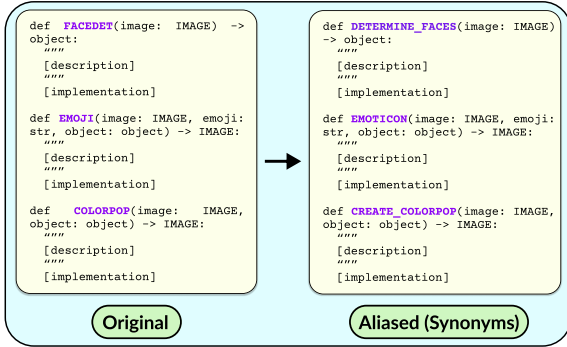 def FACEDET(image: IMAGE) ->
object:
"""
[description]
"""
[implementation]
def EMOJI(image: IMAGE, emoji:
str, object: object) -> IMAGE:
"""
[description]
"""
[implementation]
def COLORPOP(image: IMAGE,
object: object) -> IMAGE:
"""
[description]
"""
[implementation]
Original
def DETERMINE_FACES(image: IMAGE)
-> object:
"""
[description]
"""
[implementation]
def EMOTICON(image: IMAGE, emoji:
str, object: object) -> IMAGE:
"""
[description]
"""
[implementation]
def CREATE_COLORPOP(image: IMAGE,
object: object) -> IMAGE:
"""
[description]
"""
[implementation]
Aliased (Synonyms)